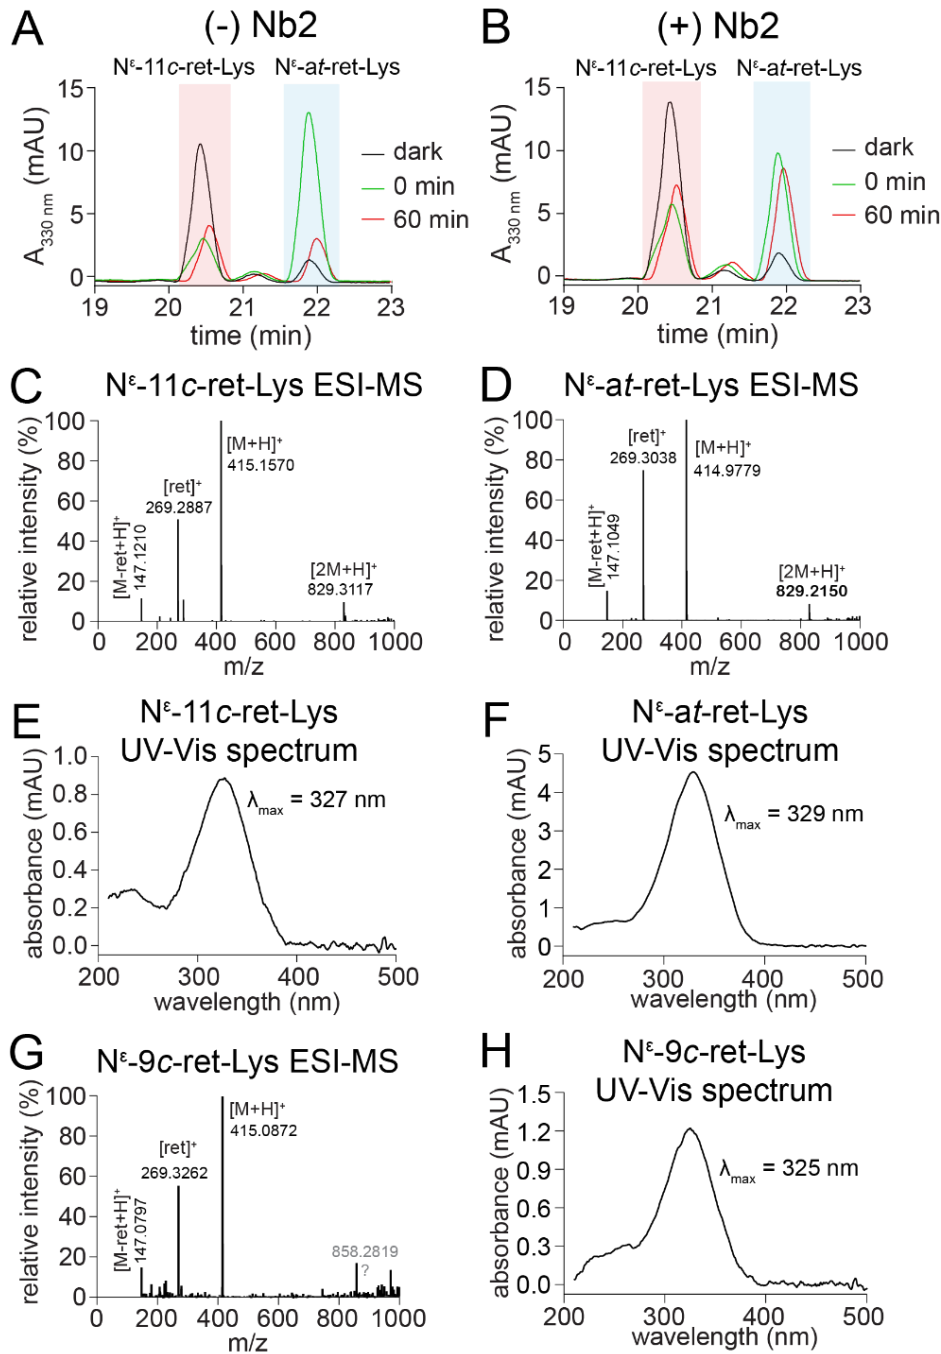 A
(-) Nb2
Nε-11c-ret-Lys
Nε-at-ret-Lys
A330 nm (mAU)
15
10
5
0
19
20
21
22
23
time (min)
dark
0 min
60 min
B
(+) Nb2
Nε-11c-ret-Lys
Nε-at-ret-Lys
A330 nm (mAU)
15
10
5
0
19
20
21
22
23
time (min)
dark
0 min
60 min
C
Nε-11c-ret-Lys ESI-MS
relative intensity (%)
100
80
60
40
20
0
[M-ret+H]+
147.1210
[ret]+
269.2887
[M+H]+
415.1570
[2M+H]+
829.3117
0
200
400
600
800
1000
m/z
D
Nε-at-ret-Lys ESI-MS
relative intensity (%)
100
80
60
40
20
0
[M-ret+H]+
147.1049
[ret]+
269.3038
[M+H]+
414.9779
[2M+H]+
829.2150
0
200
400
600
800
1000
m/z
E
Nε-11c-ret-Lys
UV-Vis spectrum
absorbance (mAU)
1.0
0.8
0.6
0.4
0.2
0.0
λmax = 327 nm
200
300
400
500
wavelength (nm)
F
Nε-at-ret-Lys
UV-Vis spectrum
absorbance (mAU)
5
4
3
2
1
0
λmax = 329 nm
200
300
400
500
wavelength (nm)
G
Nε-9c-ret-Lys ESI-MS
relative intensity (%)
100
80
60
40
20
0
[M-ret+H]+
147.0797
[ret]+
269.3262
[M+H]+
415.0872
858.2819
?
0
200
400
600
800
1000
m/z
H
Nε-9c-ret-Lys
UV-Vis spectrum
absorbance (mAU)
1.5
1.2
0.9
0.6
0.3
0.0
λmax = 325 nm
200
300
400
500
wavelength (nm)